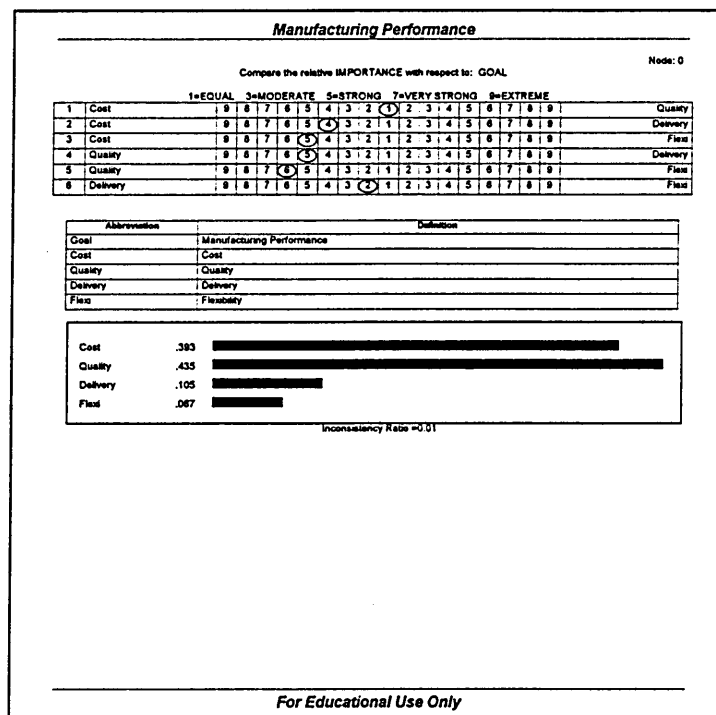 Manufacturing Performance
Node: 0
Compare the relative IMPORTANCE with respect to: GOAL
1=EQUAL 3=MODERATE 5=STRONG 7=VERY STRONG 9=EXTREME
1 Cost 9 8 7 6 5 4 3 2 1 2 3 4 5 6 7 8 9 Quality
2 Cost 9 8 7 6 5 4 3 2 1 2 3 4 5 6 7 8 9 Delivery
3 Cost 9 8 7 6 5 4 3 2 1 2 3 4 5 6 7 8 9 Flexi
4 Quality 9 8 7 6 5 4 3 2 1 2 3 4 5 6 7 8 9 Delivery
5 Quality 9 8 7 6 5 4 3 2 1 2 3 4 5 6 7 8 9 Flexi
6 Delivery 9 8 7 6 5 4 3 2 1 2 3 4 5 6 7 8 9 Flexi
Abbreviation Definition
Goal Manufacturing Performance
Cost Cost
Quality Quality
Delivery Delivery
Flexi Flexibility
Cost .393
Quality .435
Delivery .105
Flexi .067
Inconsistency Ratio =0.01
For Educational Use Only